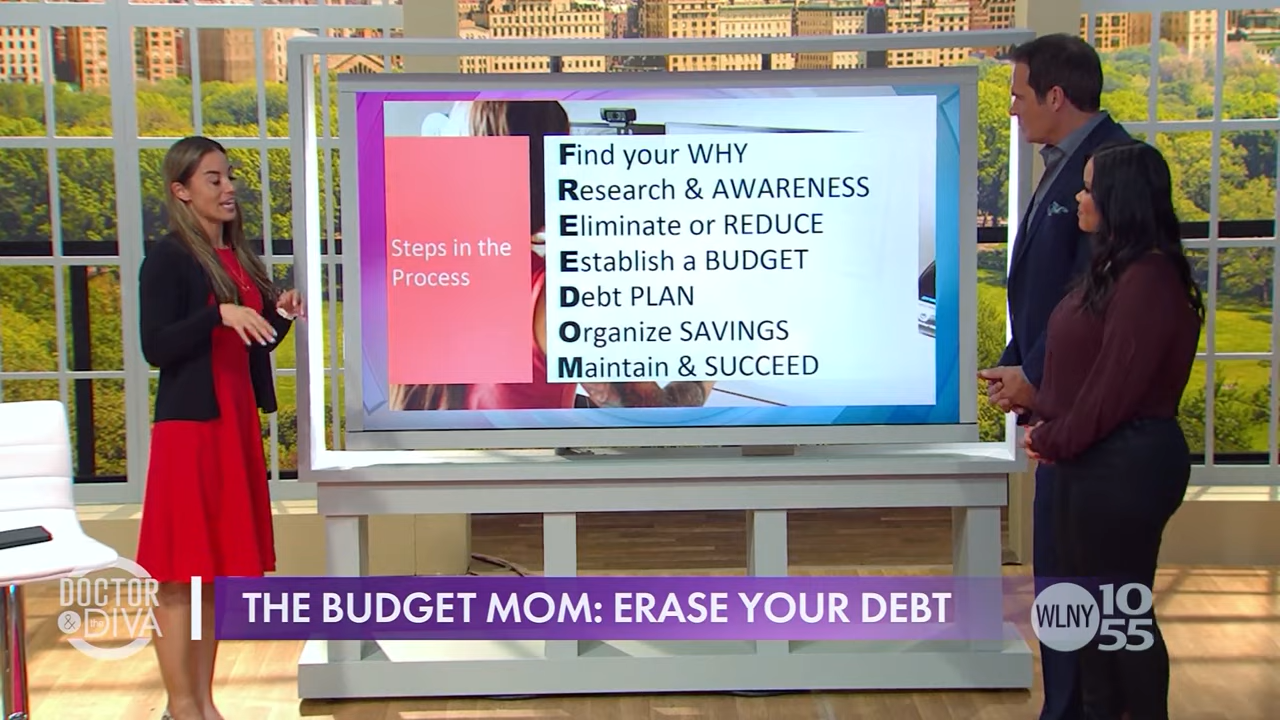 Steps in the
Process
Find your WHY
Research & AWARENESS
Eliminate or REDUCE
Establish a BUDGET
Debt PLAN
Organize SAVINGS
Maintain & SUCCEED
DOCTOR
& the DIVA
THE BUDGET MOM: ERASE YOUR DEBT
WLNY 10
55